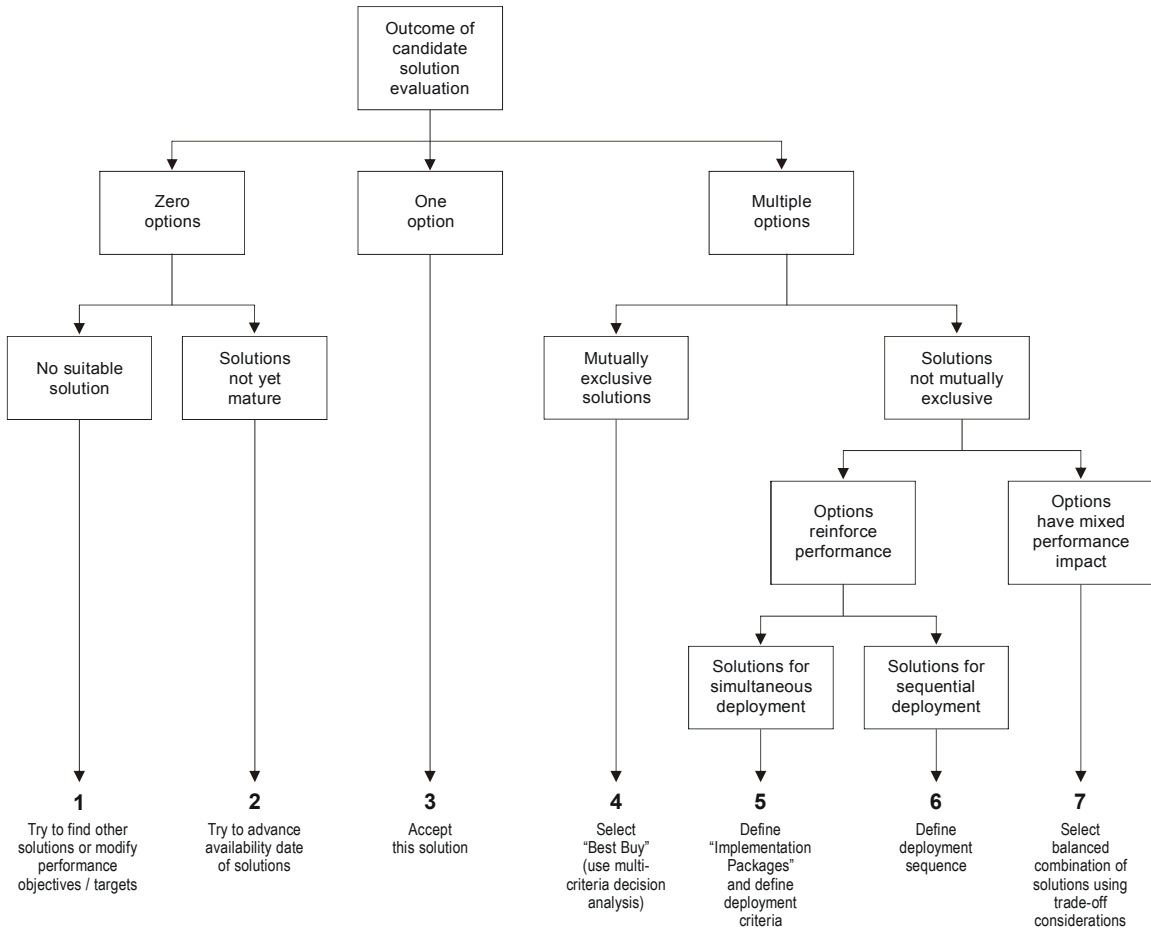 Outcome of
candidate
solution
evaluation
Zero
options
One
option
Multiple
options
No suitable
solution
Solutions
not yet
mature
Mutually
exclusive
solutions
Solutions
not mutually
exclusive
Options
reinforce
performance
Options
have mixed
performance
impact
Solutions for
simultaneous
deployment
Solutions for
sequential
deployment
1
Try to find other
solutions or modify
performance
objectives / targets
2
Try to advance
availability date
of solutions
3
Accept
this solution
4
Select
“Best Buy”
(use multi-
criteria decision
analysis)
5
Define
“Implementation
Packages”
and define
deployment
criteria
6
Define
deployment
sequence
7
Select
balanced
combination of
solutions using
trade-off
considerations